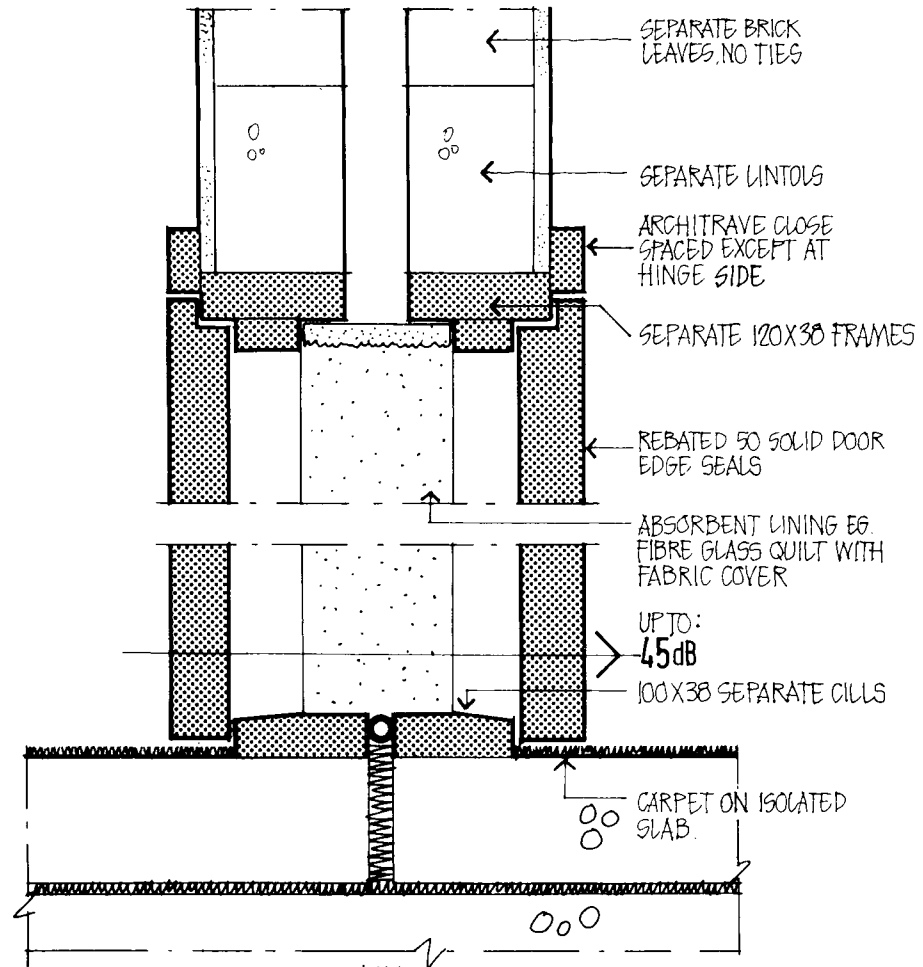 SEPARATE BRICK
LEAVES, NO TIES
SEPARATE LINTOLS
ARCHITRAVE CLOSE
SPACED EXCEPT AT
HINGE SIDE
SEPARATE 120X38 FRAMES
REBATED 50 SOLID DOOR
EDGE SEALS
ABSORBENT LINING EG.
FIBRE GLASS QUILT WITH
FABRIC COVER
UP TO:
45dB
100X38 SEPARATE CILLS
CARPET ON ISOLATED
SLAB.